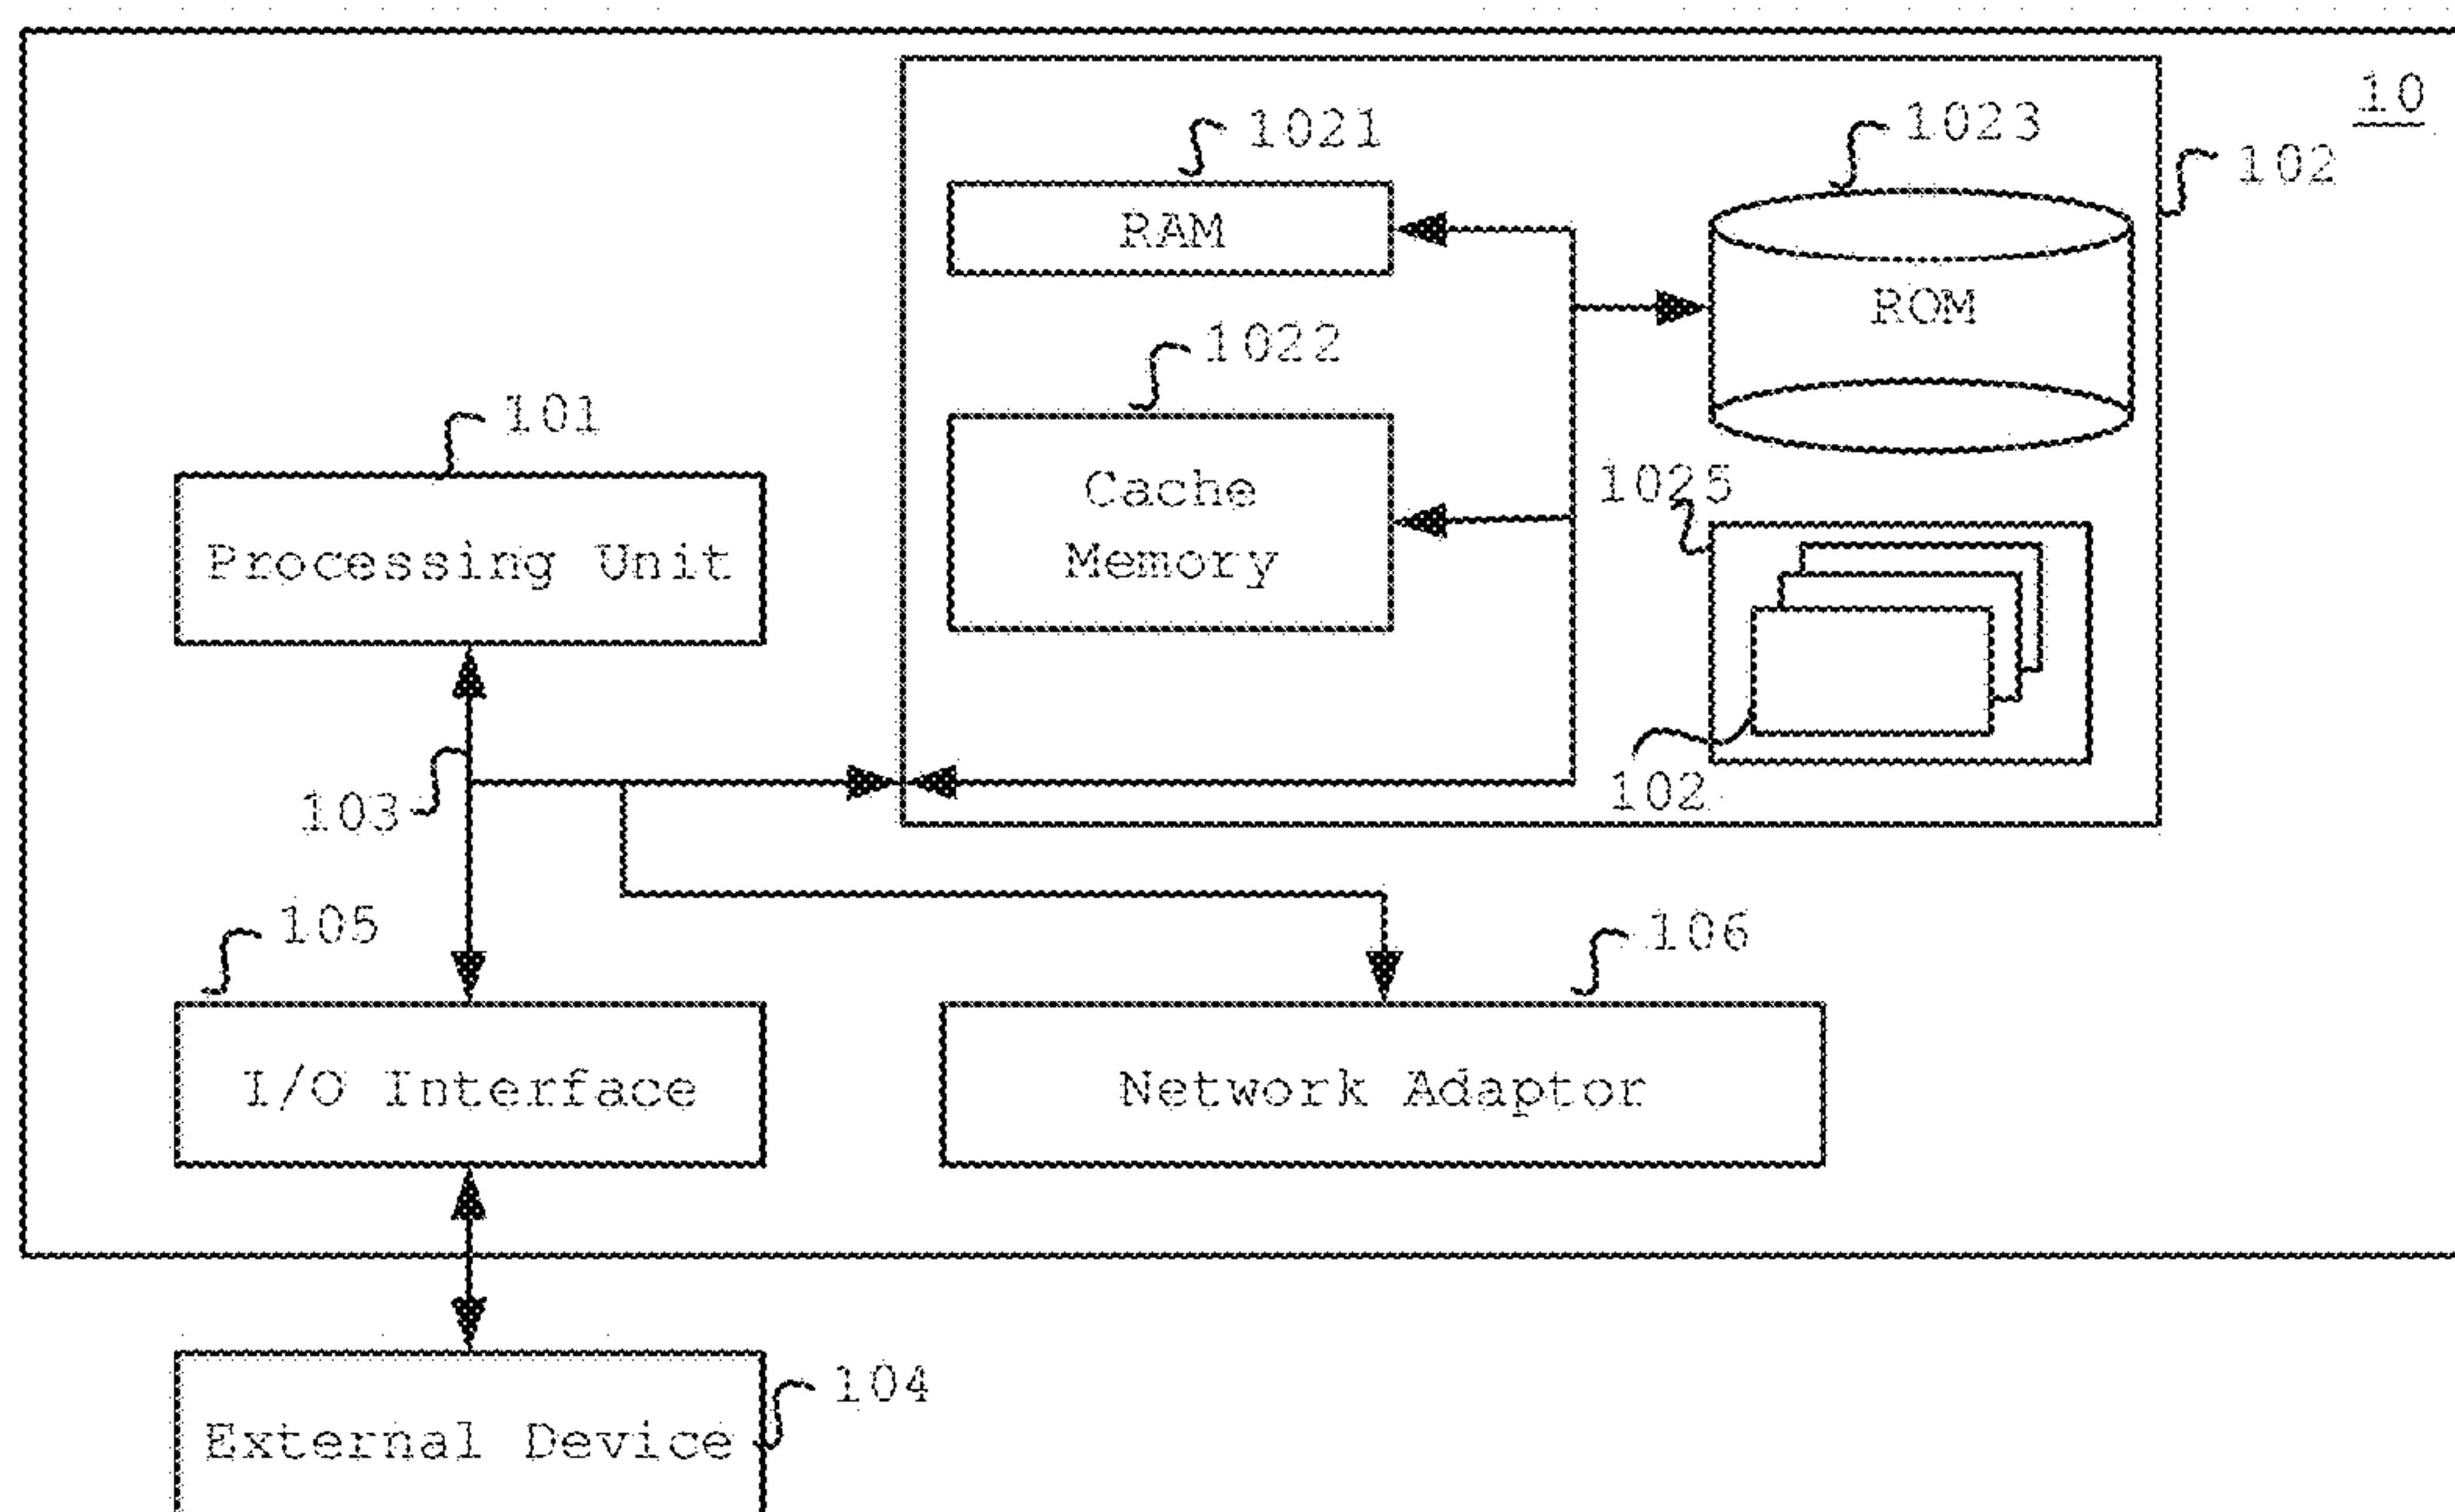 10
1021
1023
102
RAM
ROM
1022
101
Cache
Memory
1025
Processing Unit
102
103
105
106
I/O Interface
Network Adaptor
104
External Device